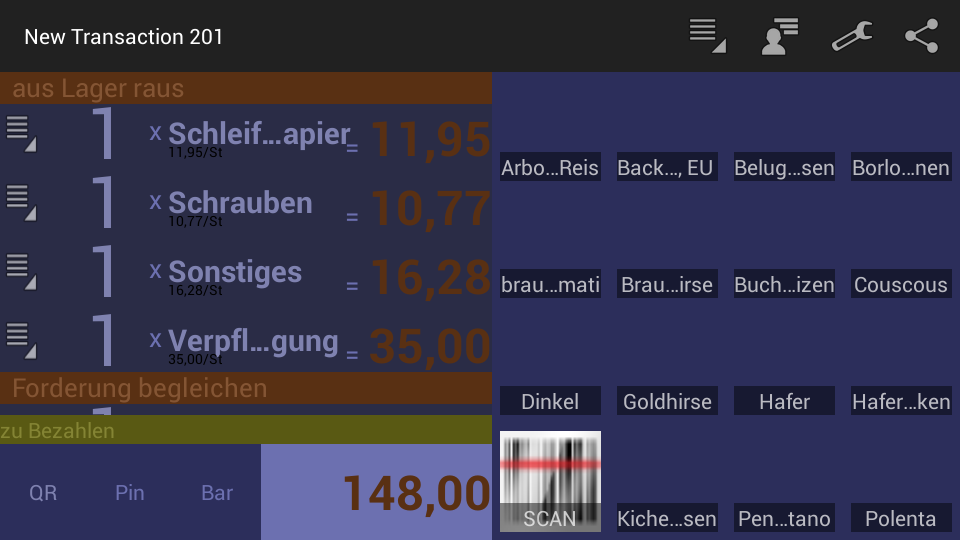 New Transaction 201
aus Lager raus
1 x Schleif...apier = 11,95
11,95/St
1 x Schrauben = 10,77
10,77/St
1 x Sonstiges = 16,28
16,28/St
1 x Verpfl...gung = 35,00
35,00/St
Forderung begleichen
zu Bezahlen
QR Pin Bar 148,00
Arbo...Reis Back..., EU Belug...sen Borlo...nen
brau...mati Brau...irse Buch...izen Couscous
Dinkel Goldhirse Hafer Hafer...ken
SCAN Kiche...sen Pen...tano Polenta